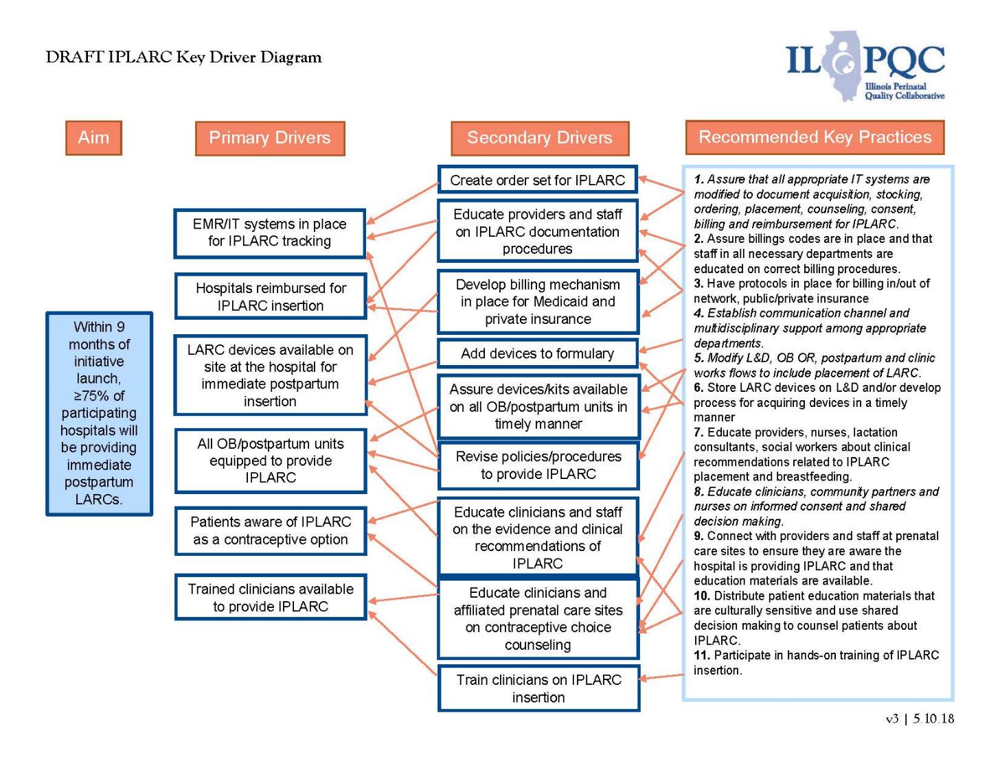 DRAFT IPLARC Key Driver Diagram
IL PQC
Illinois Perinatal
Quality Collaborative
Aim
Primary Drivers
Secondary Drivers
Recommended Key Practices
Within 9
months of
initiative
launch,
≥75% of
participating
hospitals will
be providing
immediate
postpartum
LARCs.
EMR/IT systems in place
for IPLARC tracking
Hospitals reimbursed for
IPLARC insertion
LARC devices available on
site at the hospital for
immediate postpartum
insertion
All OB/postpartum units
equipped to provide
IPLARC
Patients aware of IPLARC
as a contraceptive option
Trained clinicians available
to provide IPLARC
Create order set for IPLARC
Educate providers and staff
on IPLARC documentation
procedures
Develop billing mechanism
in place for Medicaid and
private insurance
Add devices to formulary
Assure devices/kits available
on all OB/postpartum units in
timely manner
Revise policies/procedures
to provide IPLARC
Educate clinicians and staff
on the evidence and clinical
recommendations of
IPLARC
Educate clinicians and
affiliated prenatal care sites
on contraceptive choice
counseling
Train clinicians on IPLARC
insertion
1. Assure that all appropriate IT systems are
modified to document acquisition, stocking,
ordering, placement, counseling, consent,
billing and reimbursement for IPLARC.
2. Assure billings codes are in place and that
staff in all necessary departments are
educated on correct billing procedures.
3. Have protocols in place for billing in/out of
network, public/private insurance
4. Establish communication channel and
multidisciplinary support among appropriate
departments.
5. Modify L&D, OB OR, postpartum and clinic
works flows to include placement of LARC.
6. Store LARC devices on L&D and/or develop
process for acquiring devices in a timely
manner
7. Educate providers, nurses, lactation
consultants, social workers about clinical
recommendations related to IPLARC
placement and breastfeeding.
8. Educate clinicians, community partners and
nurses on informed consent and shared
decision making.
9. Connect with providers and staff at prenatal
care sites to ensure they are aware the
hospital is providing IPLARC and that
education materials are available.
10. Distribute patient education materials that
are culturally sensitive and use shared
decision making to counsel patients about
IPLARC.
11. Participate in hands-on training of IPLARC
insertion.
v3 | 5.10.18